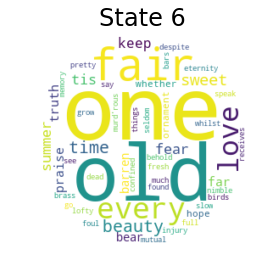 State 6
keep
despite
pretty
bars
eternity
fair
say
whether
speak
tis
sweet
memory
truth
grow
murd'rous
things
seldom
ornament
whilst
one
love
receives
summer
time
fear
praise
see
barren
confined
behold
fresh
far
old
much
found
nimble
birds
dead
brass
every
go
lofty
beauty
full
slow
hope
foul
injury
bear
mutual